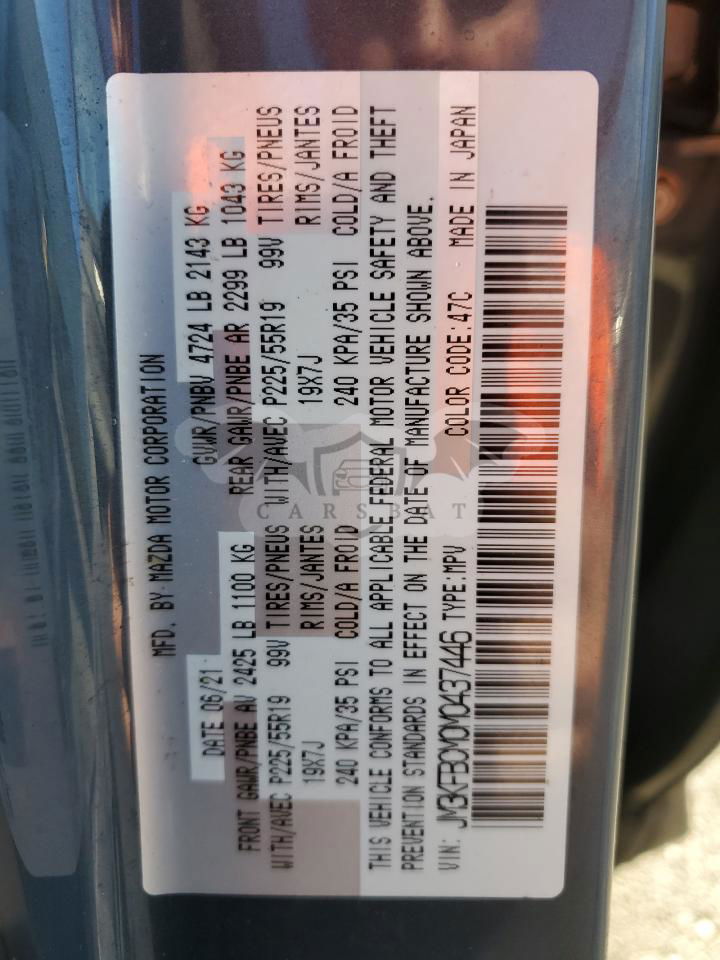 MFD. BY MAZDA MOTOR CORPORATION
DATE 06/21 GVWR/PNBV 4724 LB 2143 KG
FRONT GAWR/PNBE AV 2425 LB 1100 KG REAR GAWR/PNBE AR 2299 LB 1043 KG
WITH/AVEC P225/55R19 99V TIRES/PNEUS WITH/AVEC P225/55R19 99V TIRES/PNEUS
19X7J RIMS/JANTES 19X7J RIMS/JANTES
240 KPA/35 PSI COLD/A FROID 240 KPA/35 PSI COLD/A FROID
THIS VEHICLE CONFORMS TO ALL APPLICABLE FEDERAL MOTOR VEHICLE SAFETY AND THEFT
PREVENTION STANDARDS IN EFFECT ON THE DATE OF MANUFACTURE SHOWN ABOVE.
VIN: JM3KFBCM0M0437446 TYPE:MPV COLOR CODE:47C MADE IN JAPAN
CARSBAT